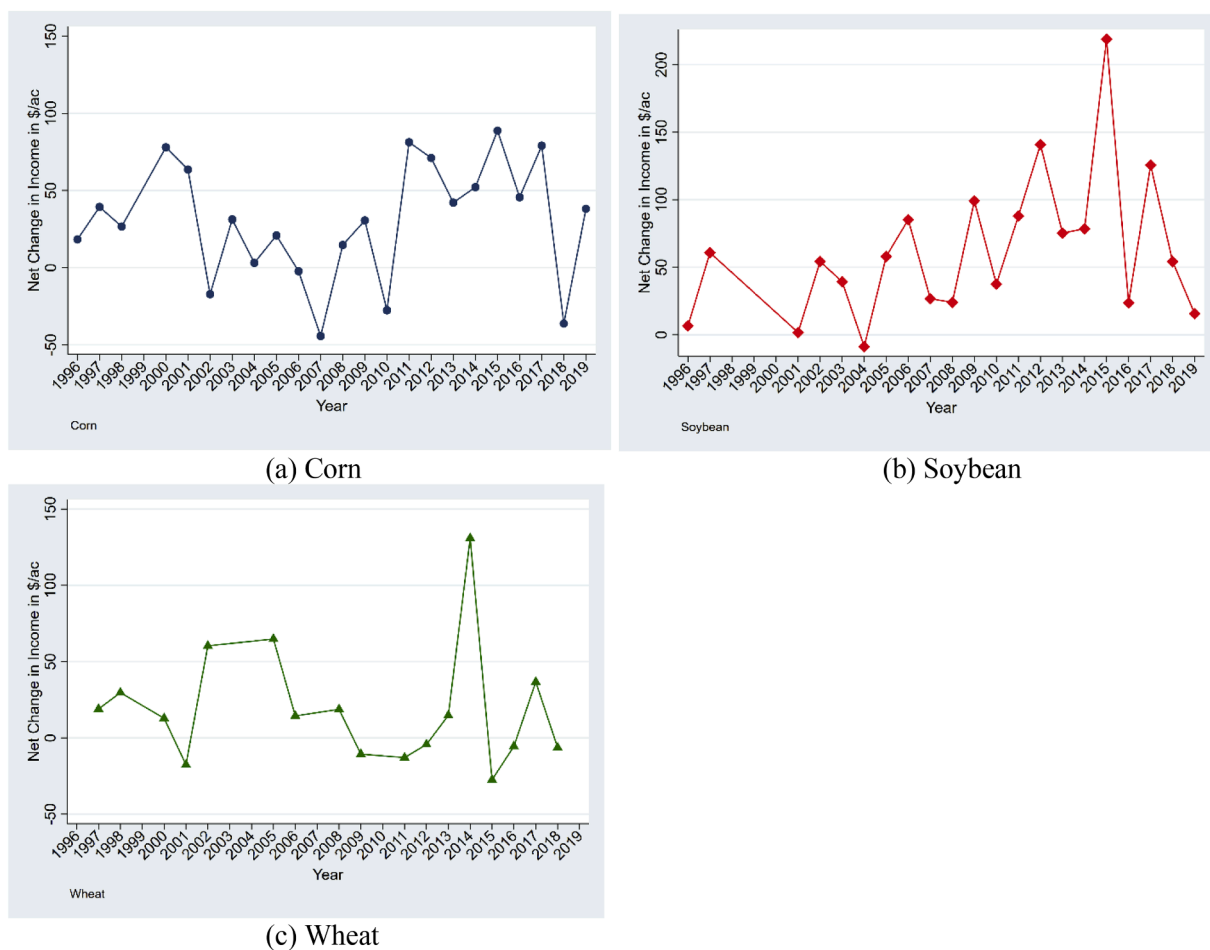 Net Change in Income in $/ac
150
100
50
0
-50
1996 1997 1998 1999 2000 2001 2002 2003 2004 2005 2006 2007 2008 2009 2010 2011 2012 2013 2014 2015 2016 2017 2018 2019
Year
Corn
(a) Corn
Net Change in Income in $/ac
200
150
100
50
0
1996 1997 1998 1999 2000 2001 2002 2003 2004 2005 2006 2007 2008 2009 2010 2011 2012 2013 2014 2015 2016 2017 2018 2019
Year
Soybean
(b) Soybean
Net Change in Income in $/ac
150
100
50
0
-50
1996 1997 1998 1999 2000 2001 2002 2003 2004 2005 2006 2007 2008 2009 2010 2011 2012 2013 2014 2015 2016 2017 2018 2019
Year
Wheat
(c) Wheat